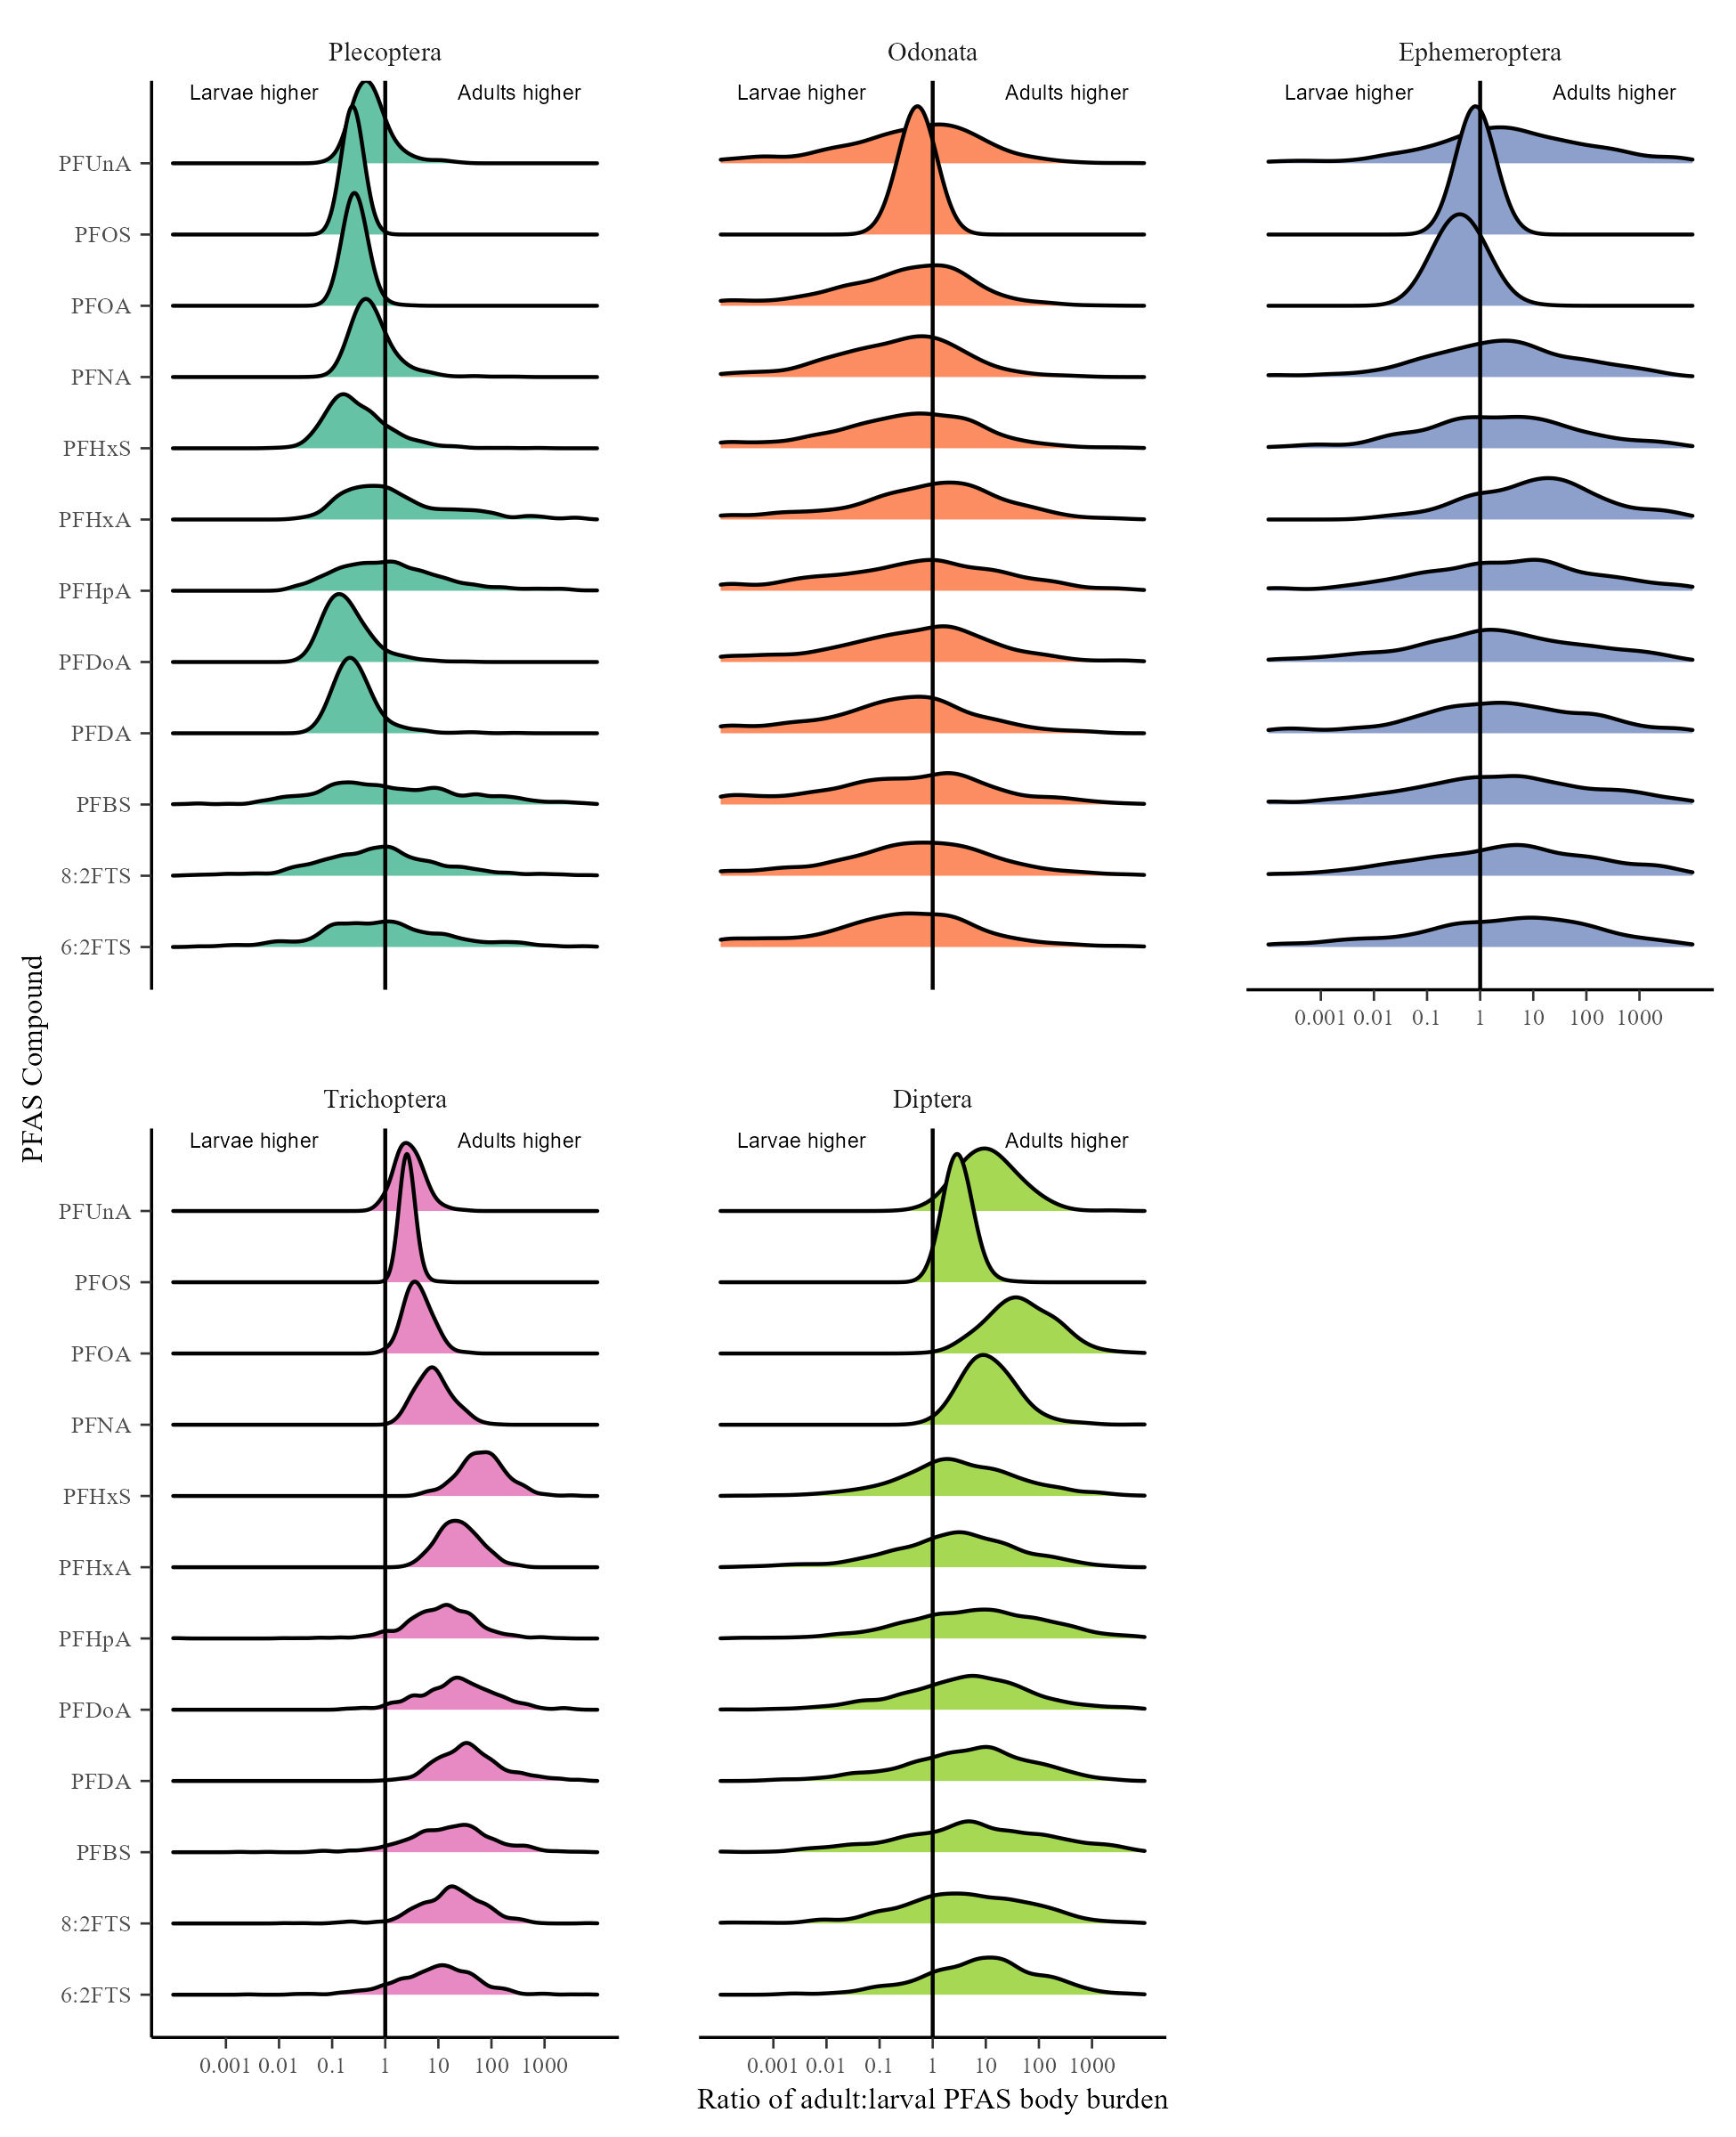 Plecoptera Odonata Ephemeroptera
Larvae higher Adults higher Larvae higher Adults higher Larvae higher Adults higher
PFUnA
PFOS
PFOA
PFNA
PFHxS
PFHxA
PFHpA
PFDoA
PFDA
PFBS
8:2FTS
6:2FTS
0.001 0.01 0.1 1 10 100 1000
PFAS Compound
Trichoptera Diptera
Larvae higher Adults higher Larvae higher Adults higher
PFUnA
PFOS
PFOA
PFNA
PFHxS
PFHxA
PFHpA
PFDoA
PFDA
PFBS
8:2FTS
6:2FTS
0.001 0.01 0.1 1 10 100 1000 0.001 0.01 0.1 1 10 100 1000
Ratio of adult:larval PFAS body burden